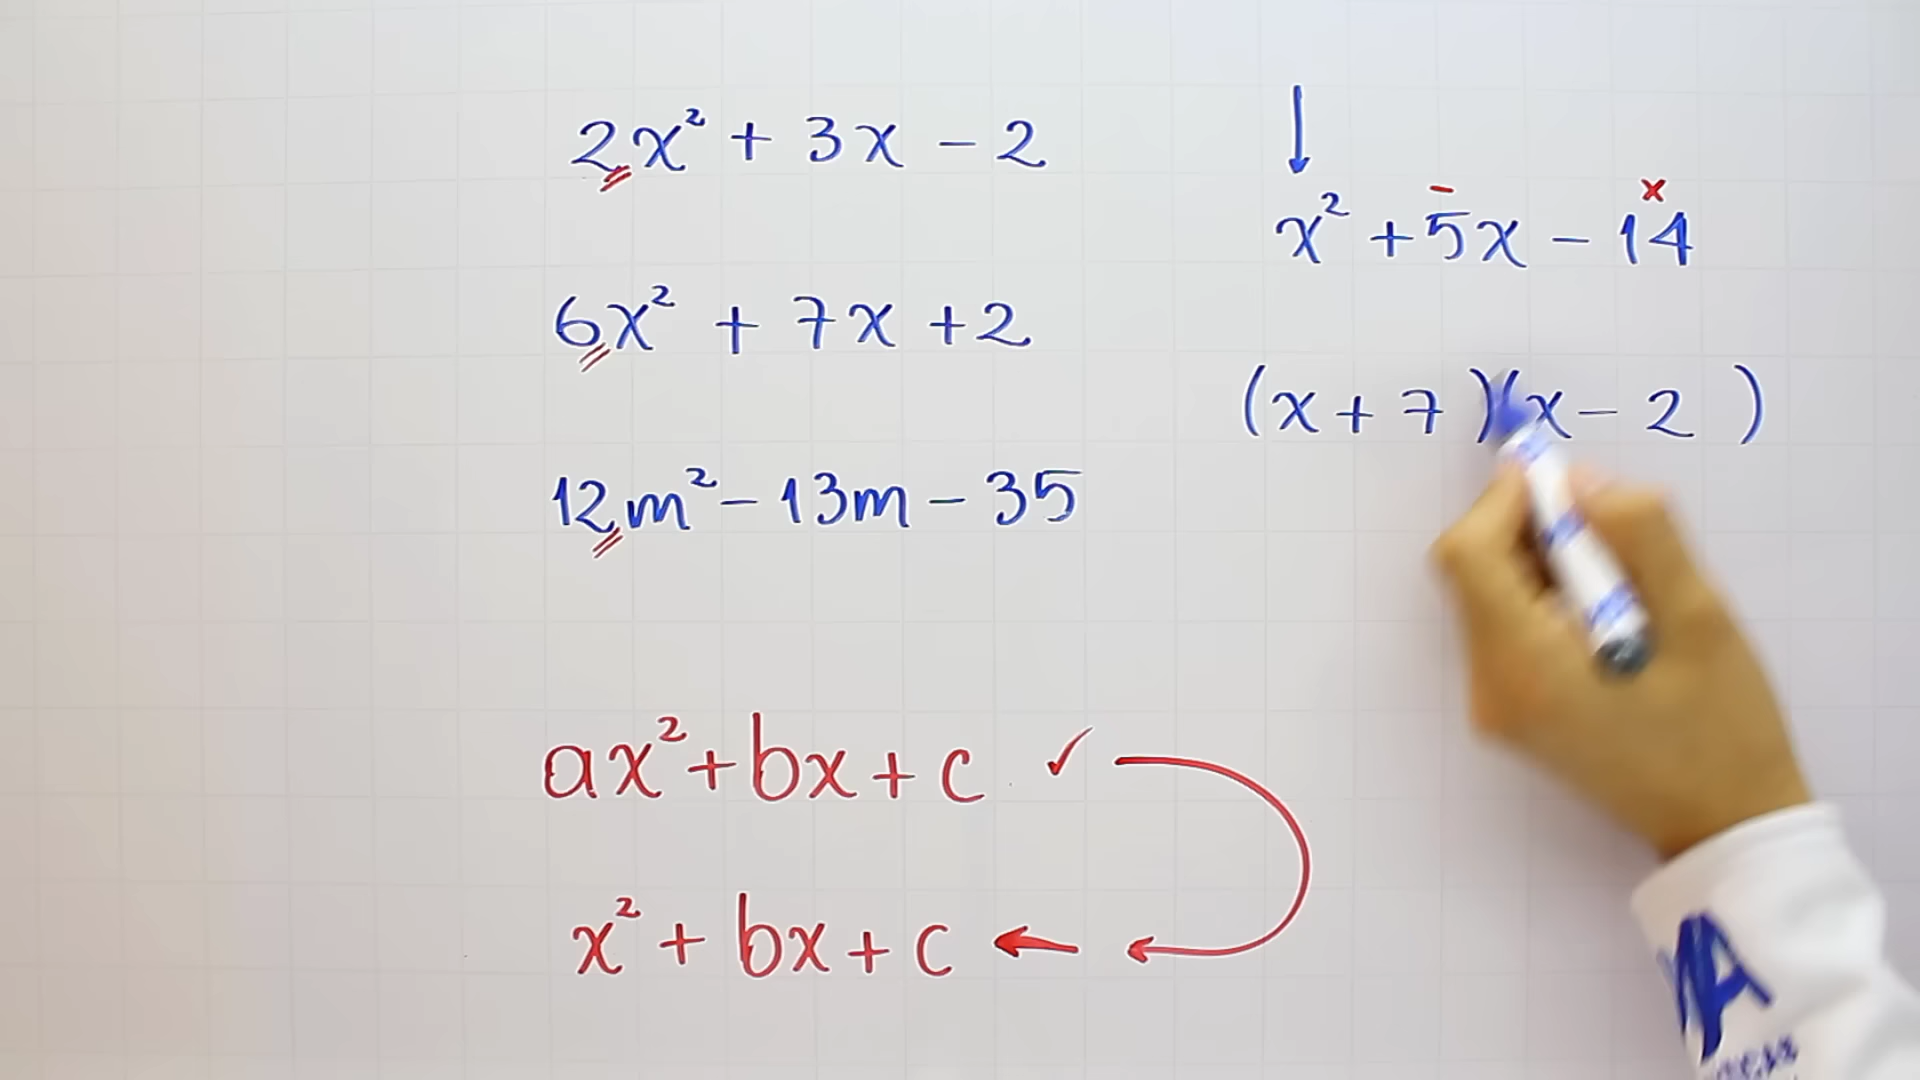 2x² + 3x - 2
6x² + 7x + 2
12m² - 13m - 35
ax² + bx + c ✓
x² + bx + c ←
↓
- x
x² + 5x - 14
(x + 7)(x - 2)